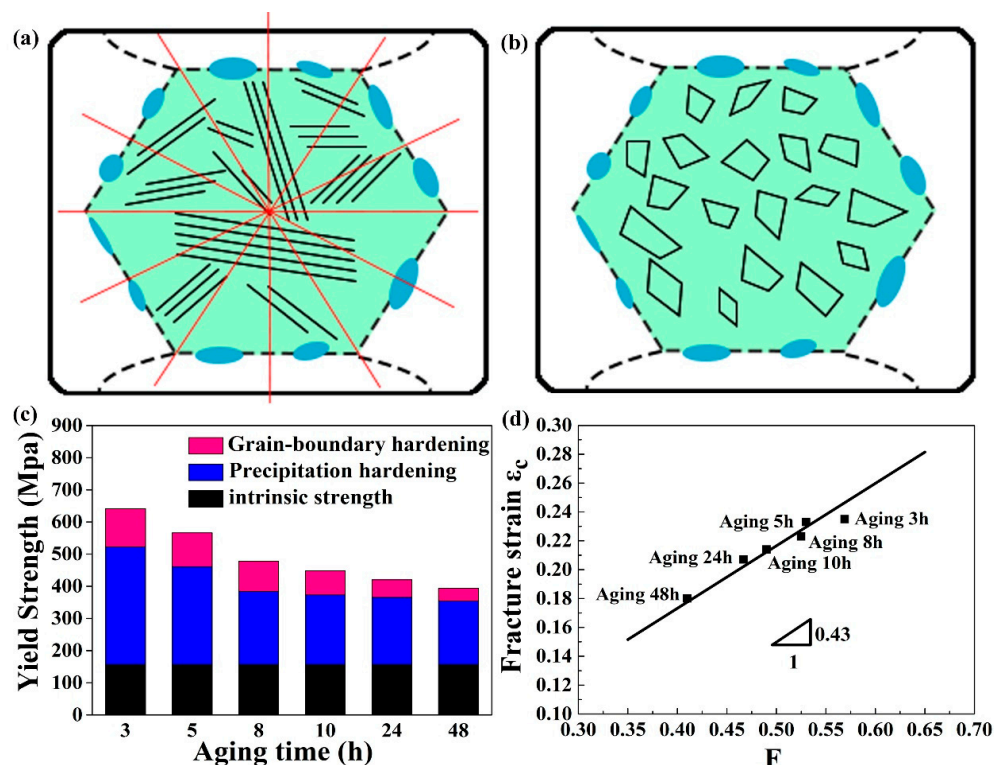 (a)
(b)
(c)
Yield Strength (Mpa)
900
800
700
600
500
400
300
200
100
0
Grain-boundary hardening
Precipitation hardening
intrinsic strength
3 5 8 10 24 48
Aging time (h)
(d)
Fracture strain εc
0.30
0.28
0.26
0.24
0.22
0.20
0.18
0.16
0.14
0.12
0.10
Aging 5h
Aging 3h
Aging 8h
Aging 24h
Aging 10h
Aging 48h
0.43
1
0.30 0.35 0.40 0.45 0.50 0.55 0.60 0.65 0.70
F